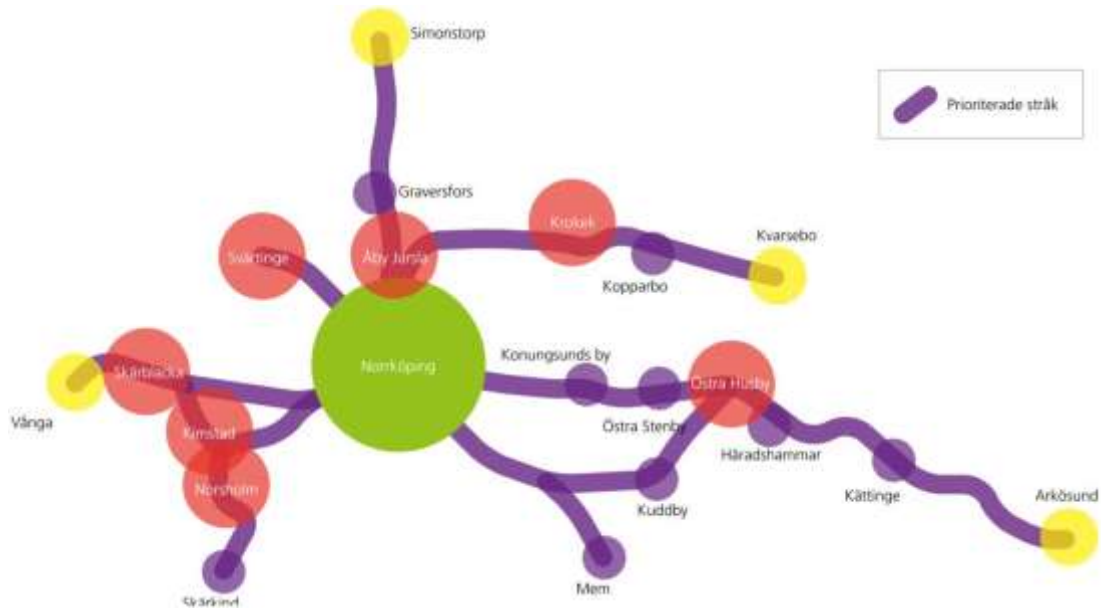 Simonstorp
Prioriterade stråk
Graversfors
Krokek
Kvarsebo
Svärtinge
Åby Jursla
Kopparbo
Konungsunds by
Norrköping
Skärblacka
Östra Husby
Vånga
Östra Stenby
Kimstad
Häradshammar
Norsholm
Kuddby
Kättinge
Arkösund
Mem
Skärkind